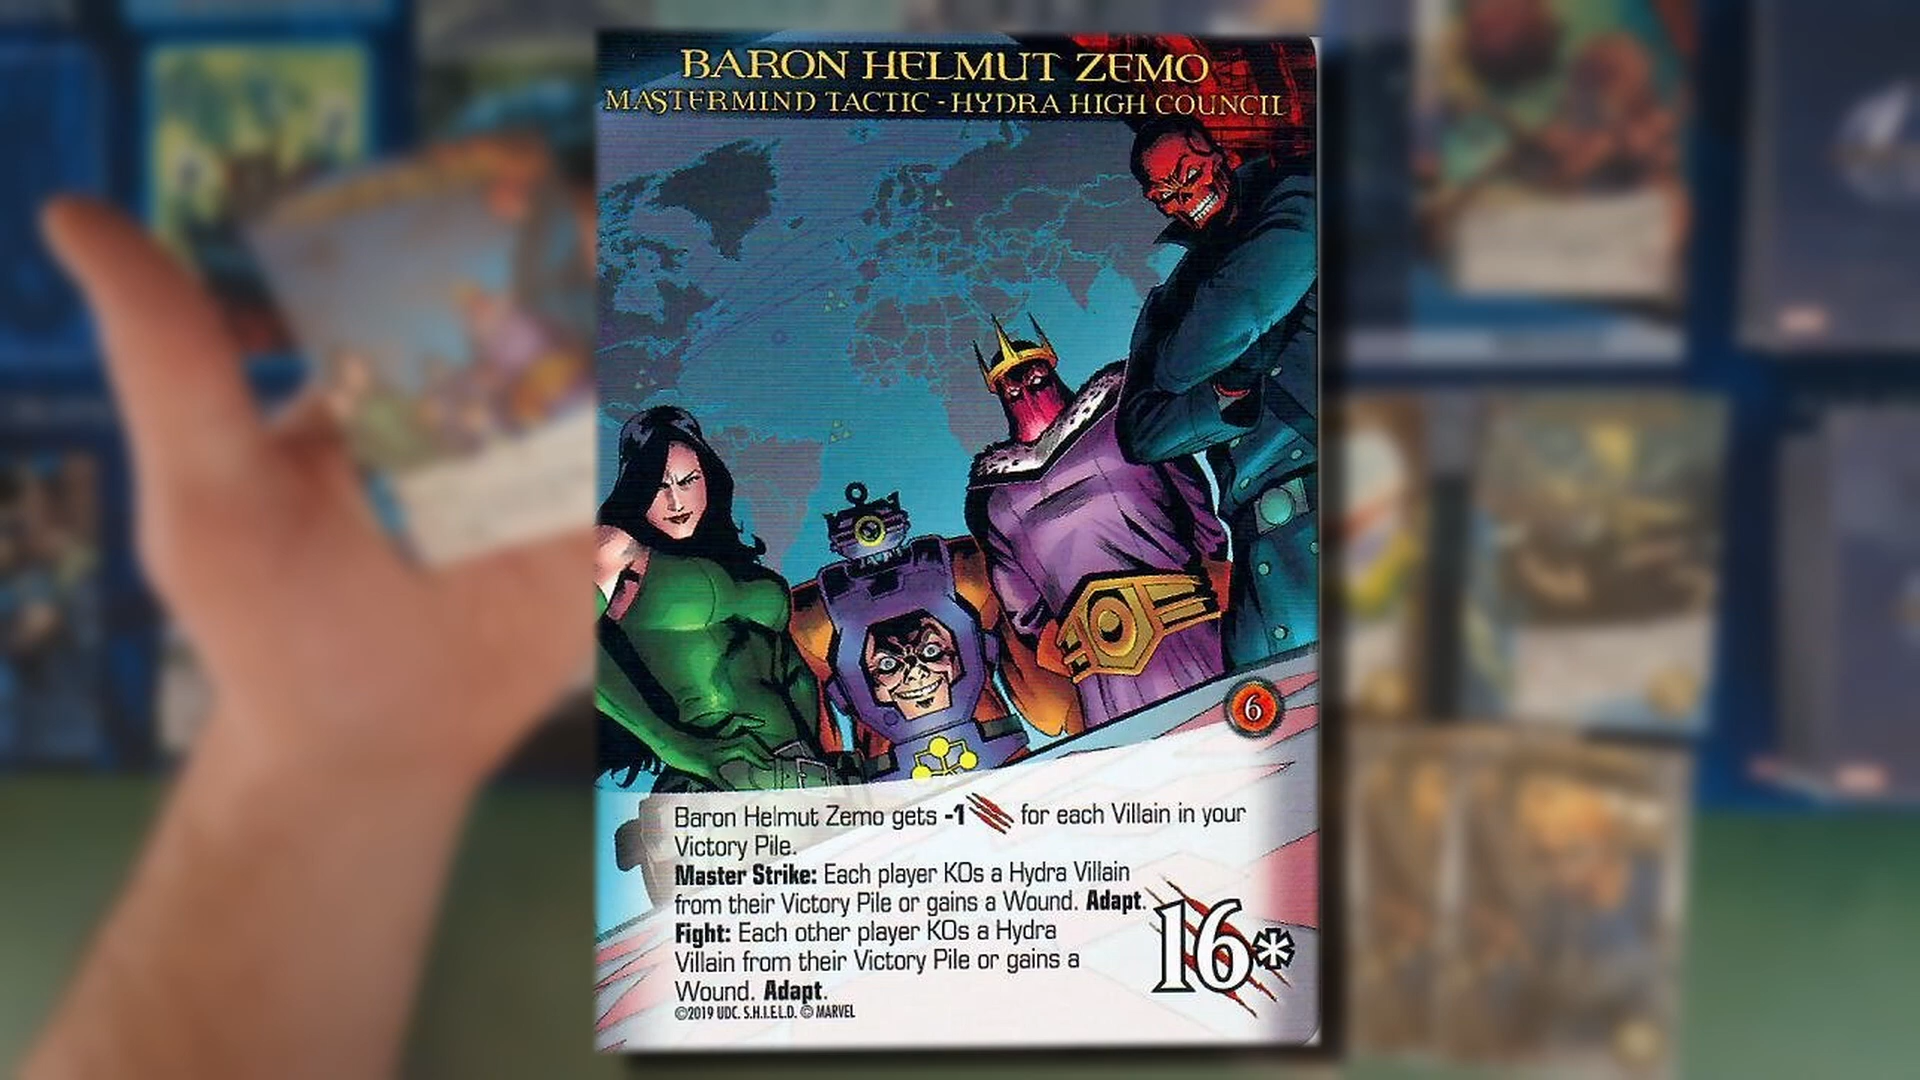 BARON HELMUT ZEMO
MASTERMIND TACTIC - HYDRA HIGH COUNCIL
6
Baron Helmut Zemo gets -1 for each Villain in your
Victory Pile.
Master Strike: Each player KOs a Hydra Villain
from their Victory Pile or gains a Wound. Adapt.
Fight: Each other player KOs a Hydra
Villain from their Victory Pile or gains a
Wound. Adapt.
16*
©2019 UDC. S.H.I.E.L.D. © MARVEL